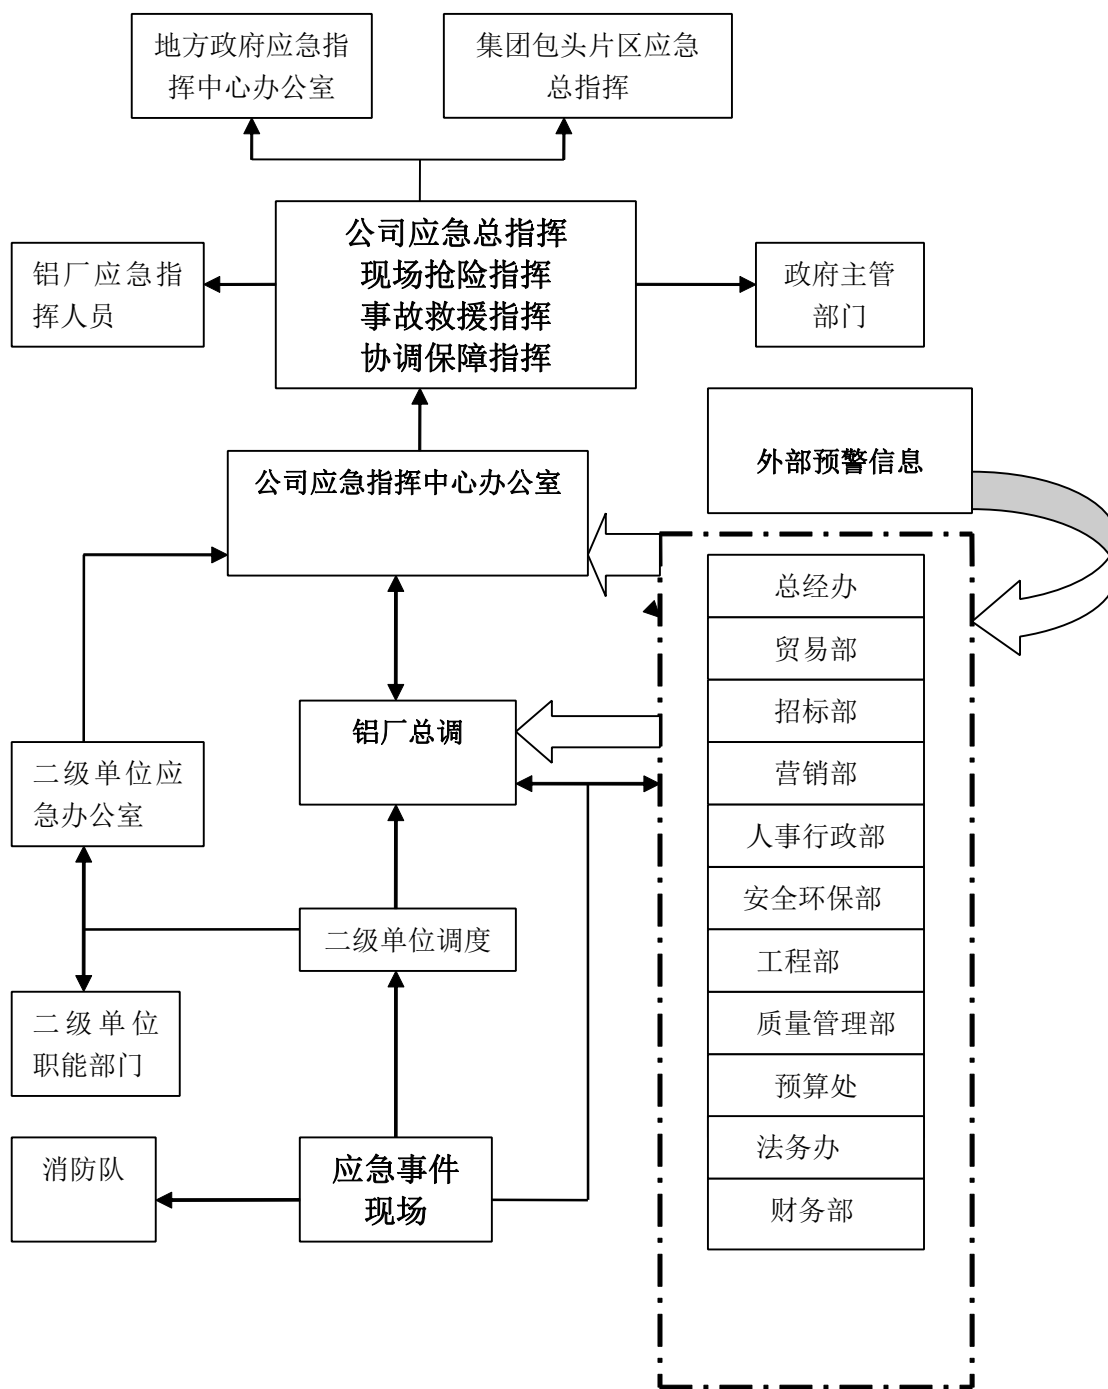 地方政府应急指
挥中心办公室
集团包头片区应急
总指挥
公司应急总指挥
现场抢险指挥
事故救援指挥
协调保障指挥
铝厂应急指
挥人员
政府主管
部门
外部预警信息
公司应急指挥中心办公室
总经办
贸易部
招标部
营销部
人事行政部
安全环保部
工程部
质量管理部
预算处
法务办
财务部
铝厂总调
二级单位应
急办公室
二级单位调度
二级单位
职能部门
消防队
应急事件
现场